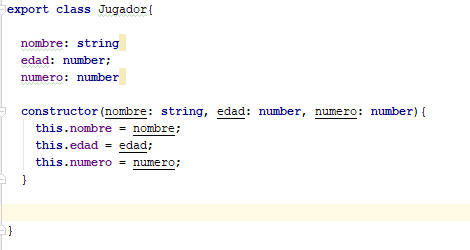 export class Jugador{
nombre: string
edad: number;
numero: number
constructor(nombre: string, edad: number, numero: number){
this.nombre = nombre;
this.edad = edad;
this.numero = numero;
}
}